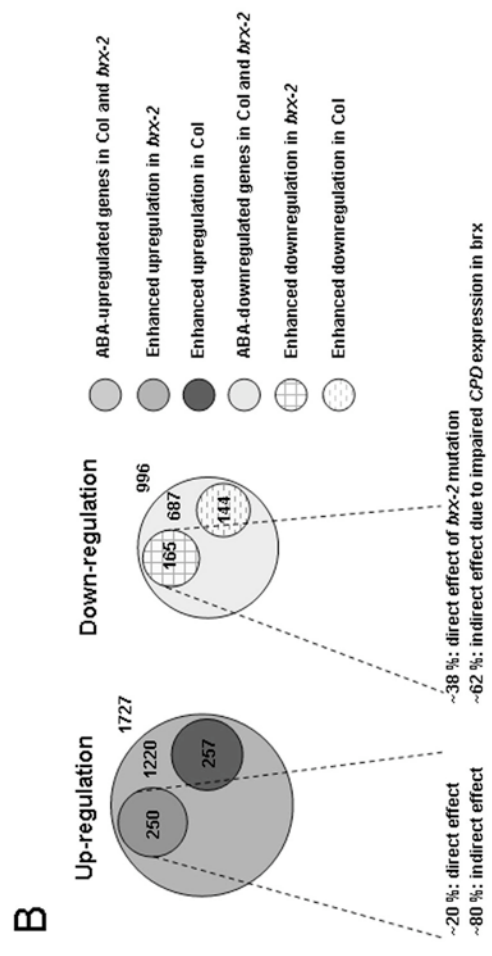 B
Up-regulation
1727
1220
250
257
Down-regulation
996
687
165
144
~20 %: direct effect
~80 %: indirect effect
~38 %: direct effect of brx-2 mutation
~62 %: indirect effect due to impaired CPD expression in brx
ABA-upregulated genes in Col and brx-2
Enhanced upregulation in brx-2
Enhanced upregulation in Col
ABA-downregulated genes in Col and brx-2
Enhanced downregulation in brx-2
Enhanced downregulation in Col